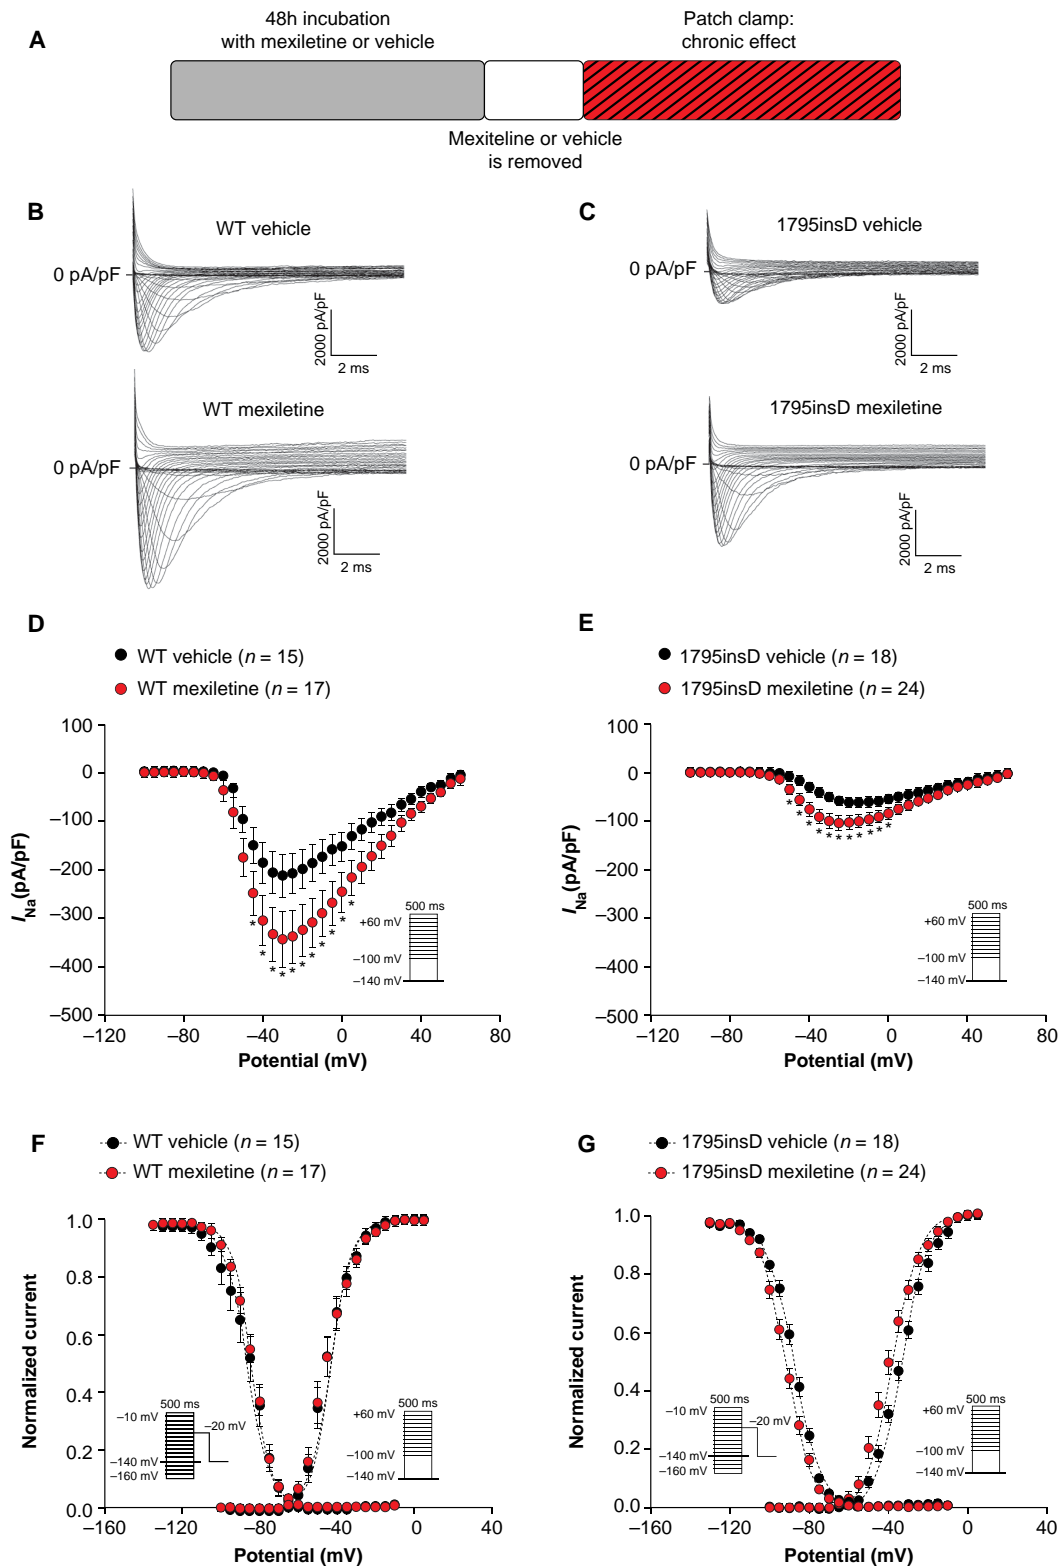 A
48h incubation
with mexiletine or vehicle
Patch clamp:
chronic effect
Mexiteline or vehicle
is removed
B
WT vehicle
0 pA/pF
2000 pA/pF
2 ms
WT mexiletine
0 pA/pF
2000 pA/pF
2 ms
C
1795insD vehicle
0 pA/pF
2000 pA/pF
2 ms
1795insD mexiletine
0 pA/pF
2000 pA/pF
2 ms
D
WT vehicle (n = 15)
WT mexiletine (n = 17)
100
0
–100
–200
–300
–400
–500
INa(pA/pF)
–120
–80
–40
0
40
80
Potential (mV)
* * * * * * * * * * *
500 ms
+60 mV
–100 mV
–140 mV
E
1795insD vehicle (n = 18)
1795insD mexiletine (n = 24)
100
0
–100
–200
–300
–400
–500
INa(pA/pF)
–120
–80
–40
0
40
80
Potential (mV)
* * * * * * * * * * *
500 ms
+60 mV
–100 mV
–140 mV
F
WT vehicle (n = 15)
WT mexiletine (n = 17)
1.0
0.8
0.6
0.4
0.2
0.0
Normalized current
–160
–120
–80
–40
0
40
Potential (mV)
500 ms
–10 mV
–20 mV
–140 mV
–160 mV
500 ms
+60 mV
–100 mV
–140 mV
G
1795insD vehicle (n = 18)
1795insD mexiletine (n = 24)
1.0
0.8
0.6
0.4
0.2
0.0
Normalized current
–160
–120
–80
–40
0
40
Potential (mV)
500 ms
–10 mV
–20 mV
–140 mV
–160 mV
500 ms
+60 mV
–100 mV
–140 mV